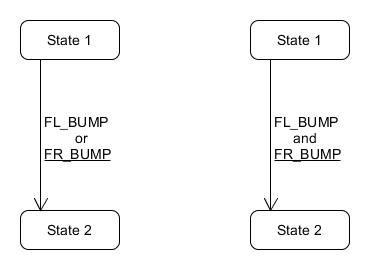 State 1
FL_BUMP
or
FR_BUMP
State 2
State 1
FL_BUMP
and
FR_BUMP
State 2